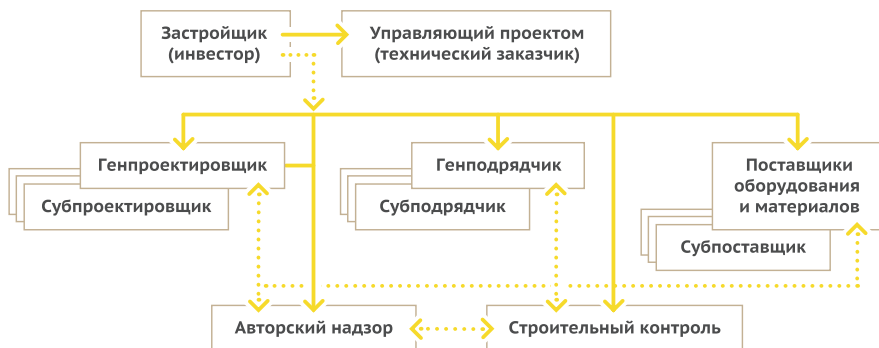 Застройщик
(инвестор)
Управляющий проектом
(технический заказчик)
Генпроектировщик
Субпроектировщик
Генподрядчик
Субподрядчик
Поставщики
оборудования
и материалов
Субпоставщик
Авторский надзор
Строительный контроль